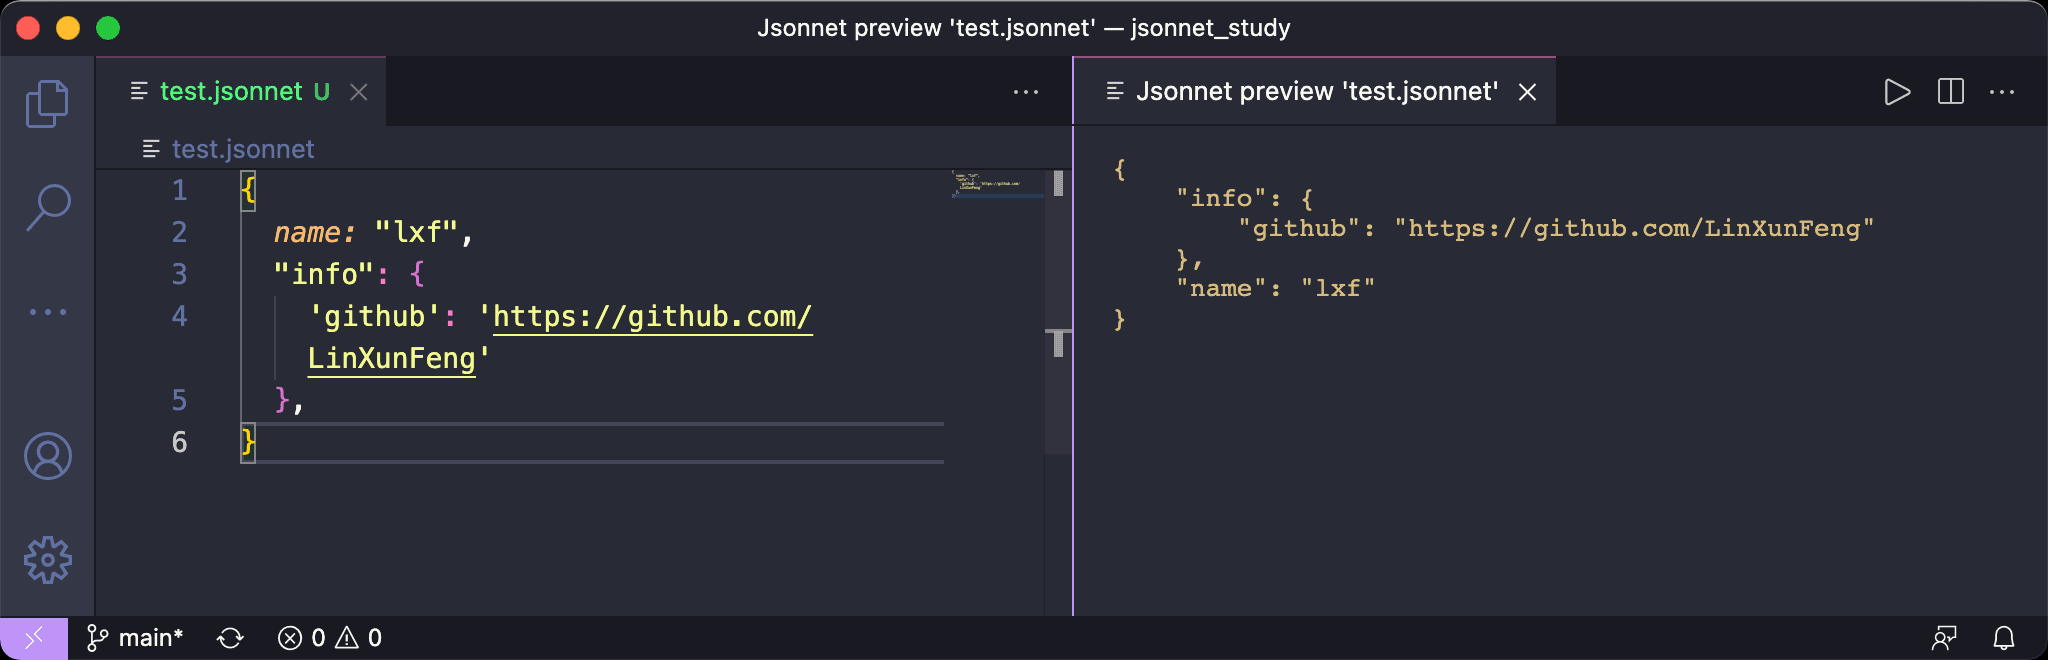 Jsonnet preview 'test.jsonnet' — jsonnet_study
test.jsonnet U
test.jsonnet
1 {
2 name: "lxf",
3 "info": {
4 'github': 'https://github.com/
LinXunFeng'
5 },
6 }
Jsonnet preview 'test.jsonnet'
{
"info": {
"github": "https://github.com/LinXunFeng"
},
"name": "lxf"
}
main* 0 0